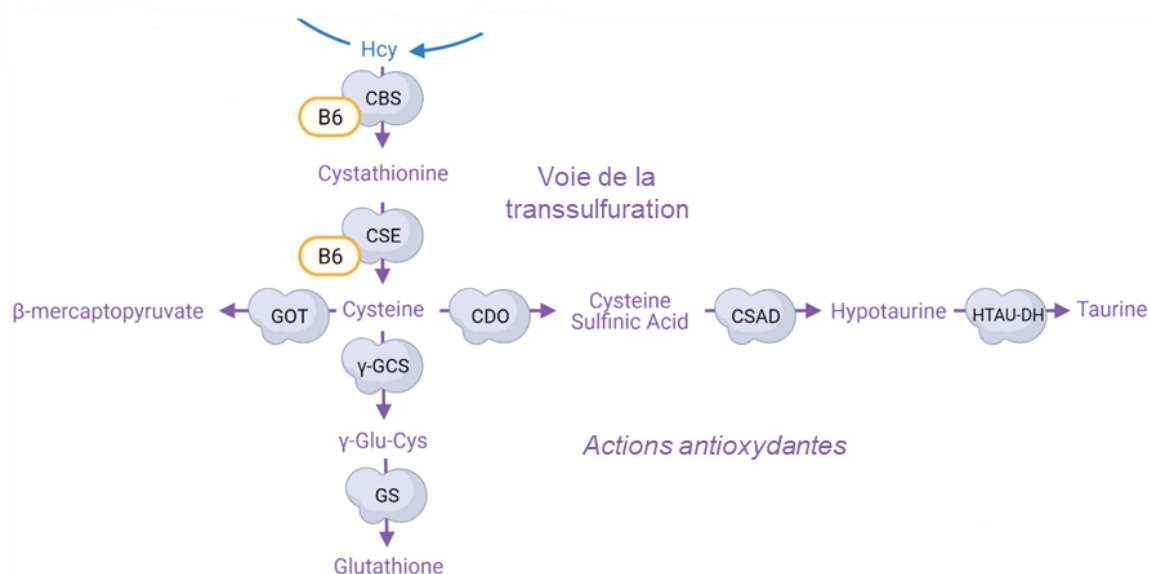 Hcy
CBS
B6
Cystathionine
Voie de la
transsulfuration
CSE
B6
β-mercaptopyruvate
GOT
Cysteine
CDO
Cysteine
Sulfinic Acid
CSAD
Hypotaurine
HTAU-DH
Taurine
γ-GCS
γ-Glu-Cys
Actions antioxydantes
GS
Glutathione